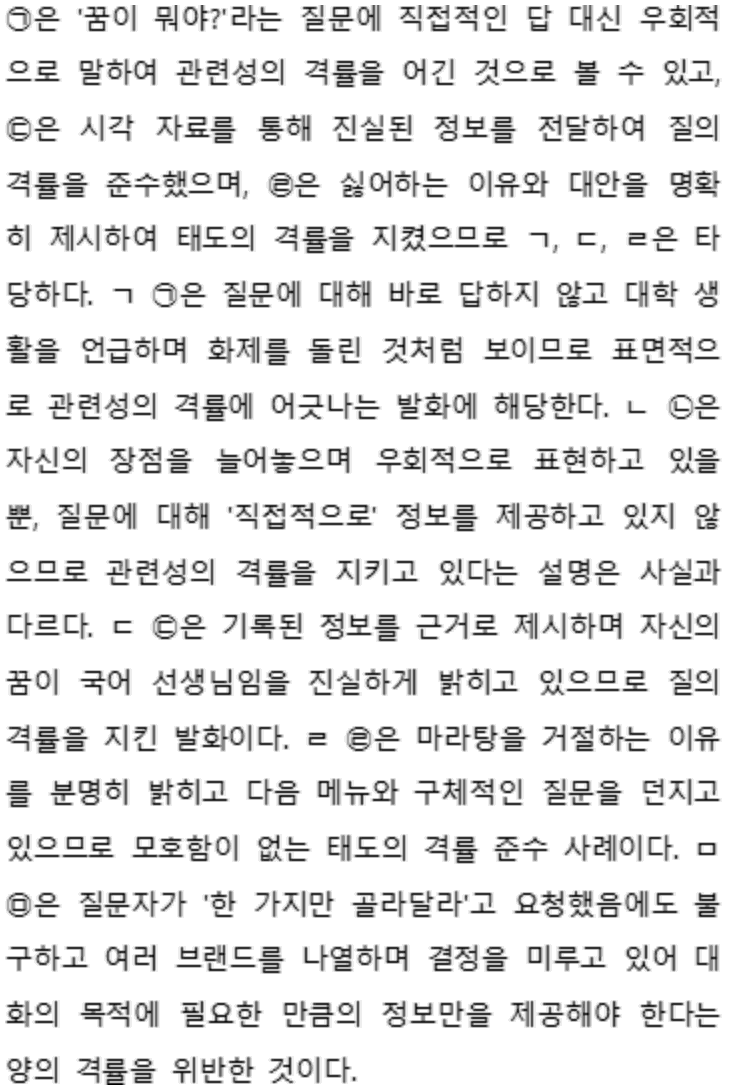 ㉠은 '꿈이 뭐야?'라는 질문에 직접적인 답 대신 우회적
으로 말하여 관련성의 격률을 어긴 것으로 볼 수 있고,
㉢은 시각 자료를 통해 진실된 정보를 전달하여 질의
격률을 준수했으며, ㉣은 싫어하는 이유와 대안을 명확
히 제시하여 태도의 격률을 지켰으므로 ㄱ, ㄷ, ㄹ은 타
당하다. ㄱ ㉠은 질문에 대해 바로 답하지 않고 대학 생
활을 언급하며 화제를 돌린 것처럼 보이므로 표면적으
로 관련성의 격률에 어긋나는 발화에 해당한다. ㄴ ㉡은
자신의 장점을 늘어놓으며 우회적으로 표현하고 있을
뿐, 질문에 대해 '직접적으로' 정보를 제공하고 있지 않
으므로 관련성의 격률을 지키고 있다는 설명은 사실과
다르다. ㄷ ㉢은 기록된 정보를 근거로 제시하며 자신의
꿈이 국어 선생님임을 진실하게 밝히고 있으므로 질의
격률을 지킨 발화이다. ㄹ ㉣은 마라탕을 거절하는 이유
를 분명히 밝히고 다음 메뉴와 구체적인 질문을 던지고
있으므로 모호함이 없는 태도의 격률 준수 사례이다. ㅁ
㉤은 질문자가 '한 가지만 골라달라'고 요청했음에도 불
구하고 여러 브랜드를 나열하며 결정을 미루고 있어 대
화의 목적에 필요한 만큼의 정보만을 제공해야 한다는
양의 격률을 위반한 것이다.